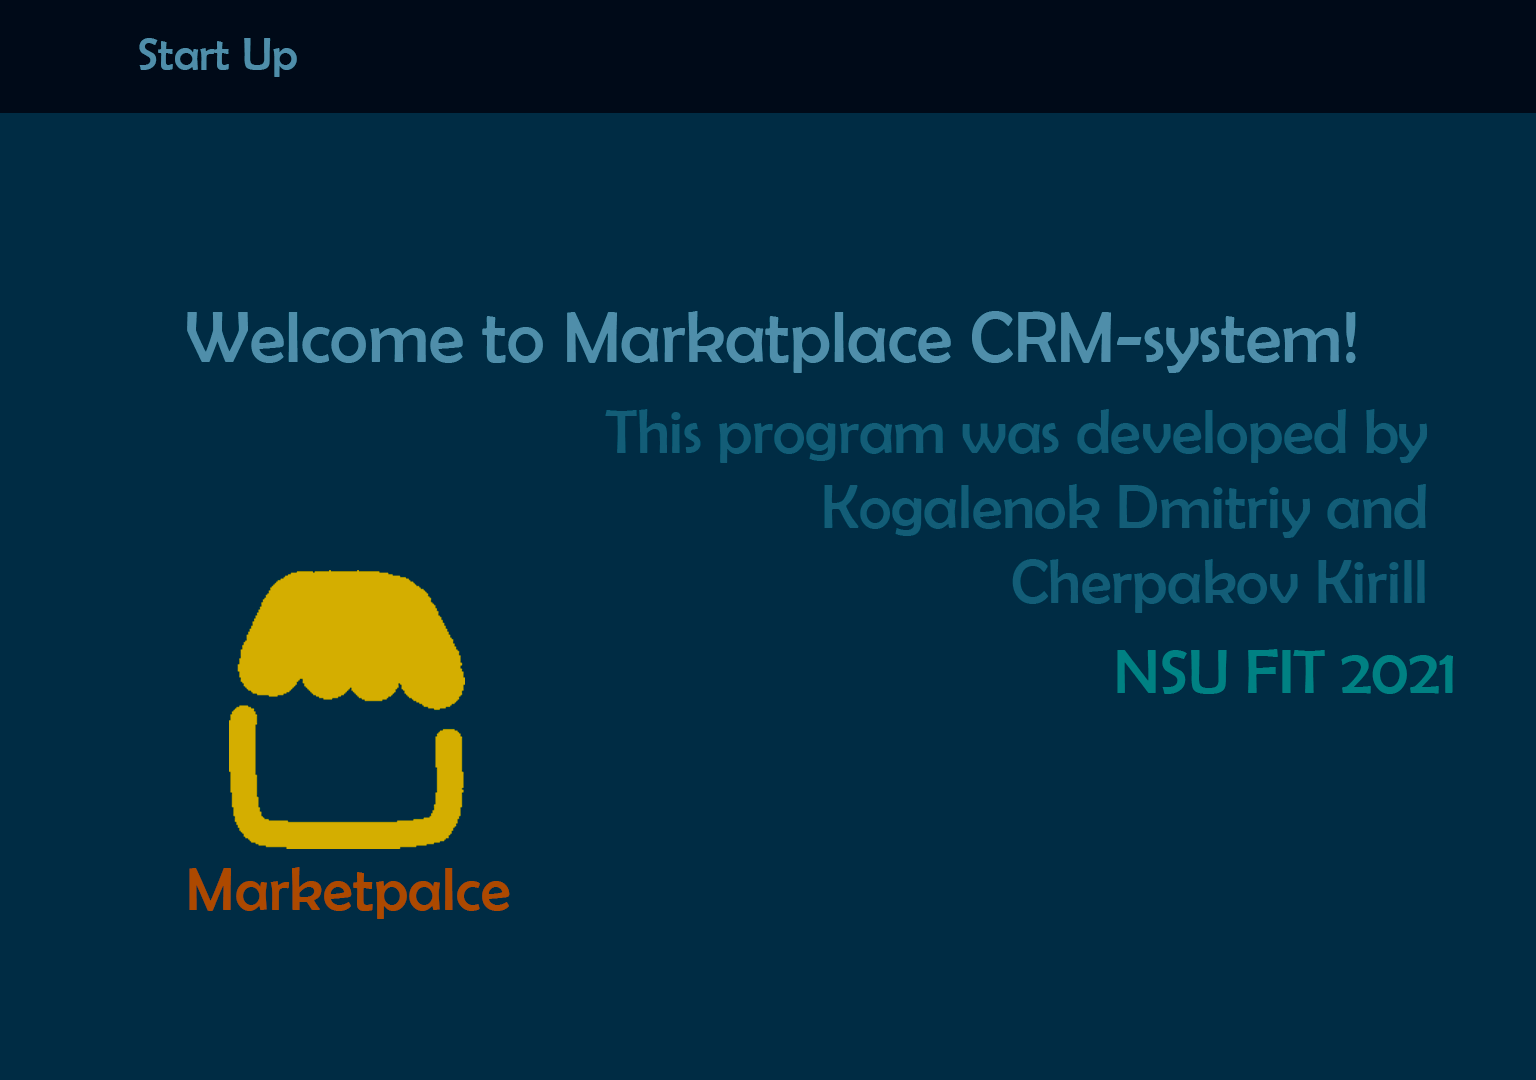 Start Up
Welcome to Markatplace CRM-system!
This program was developed by
Kogalenok Dmitriy and
Cherpakov Kirill
NSU FIT 2021
Marketpalce